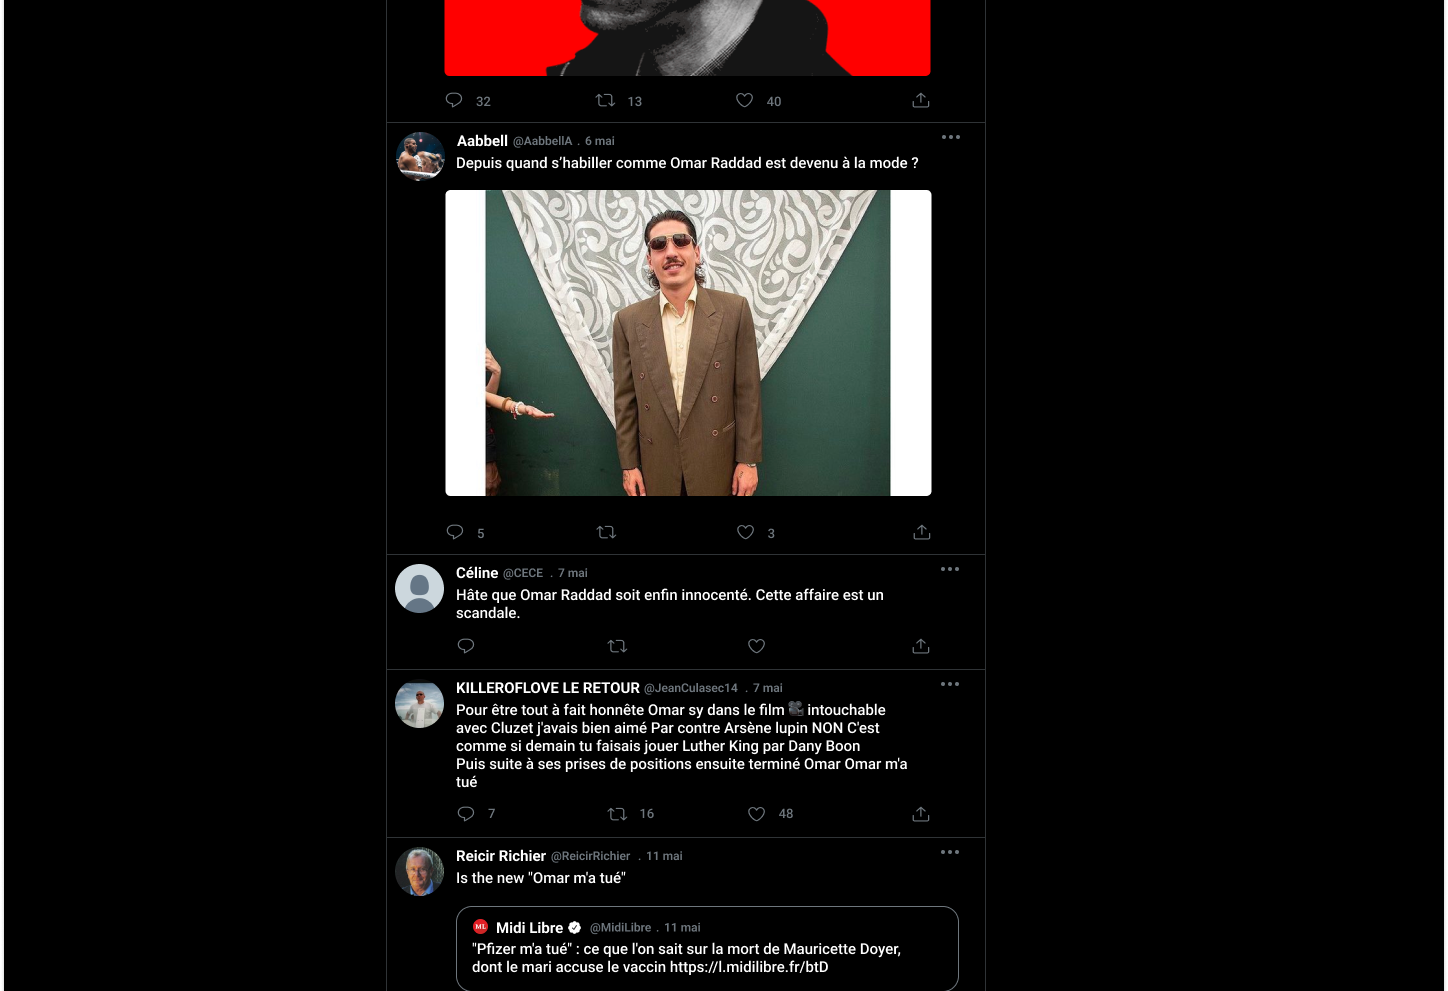 32 13 40
Aabbell @AabbellA . 6 mai
Depuis quand s’habiller comme Omar Raddad est devenu à la mode ?
5 3
Céline @CECE . 7 mai
Hâte que Omar Raddad soit enfin innocenté. Cette affaire est un
scandale.
KILLEROFLOVE LE RETOUR @JeanCulasec14 . 7 mai
Pour être tout à fait honnête Omar sy dans le film 🎥 intouchable
avec Cluzet j'avais bien aimé Par contre Arsène lupin NON C'est
comme si demain tu faisais jouer Luther King par Dany Boon
Puis suite à ses prises de positions ensuite terminé Omar Omar m'a
tué
7 16 48
Reicir Richier @ReicirRichier . 11 mai
Is the new "Omar m'a tué"
ML Midi Libre @MidiLibre . 11 mai
"Pfizer m'a tué" : ce que l'on sait sur la mort de Mauricette Doyer,
dont le mari accuse le vaccin https://l.midilibre.fr/btD